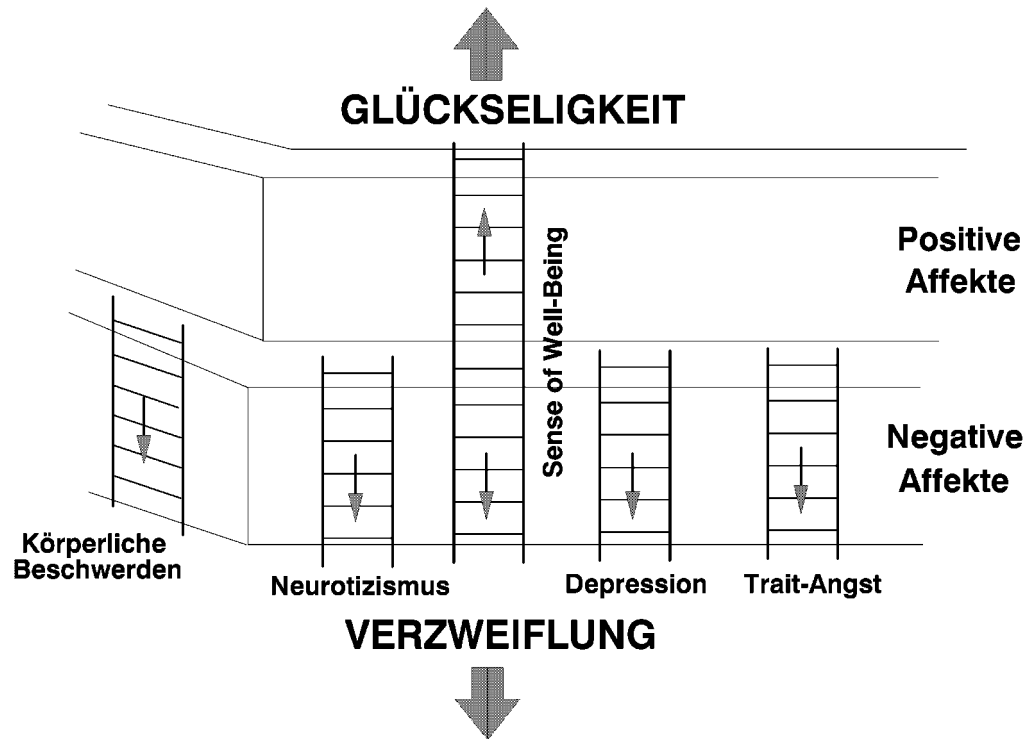 GLÜCKSELIGKEIT
Positive
Affekte
Sense of Well-Being
Negative
Affekte
Körperliche
Beschwerden
Neurotizismus
Depression
Trait-Angst
VERZWEIFLUNG